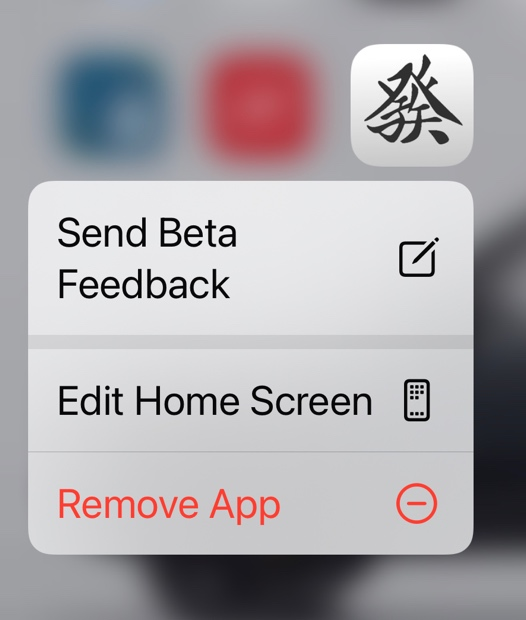 發
Send Beta
Feedback
Edit Home Screen
Remove App